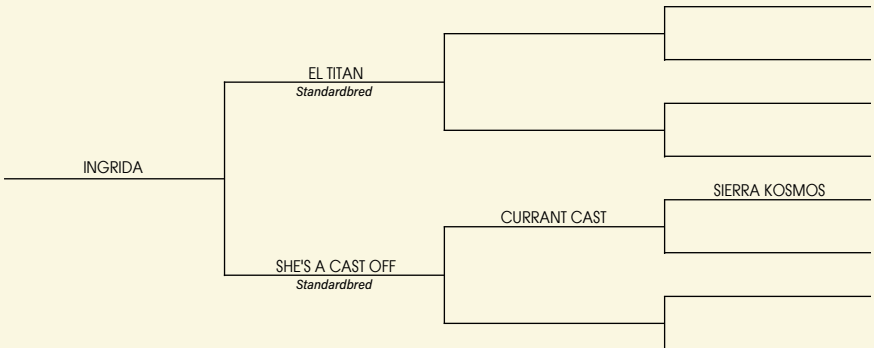 EL TITAN
Standardbred
INGRIDA
SIERRA KOSMOS
CURRANT CAST
SHE'S A CAST OFF
Standardbred